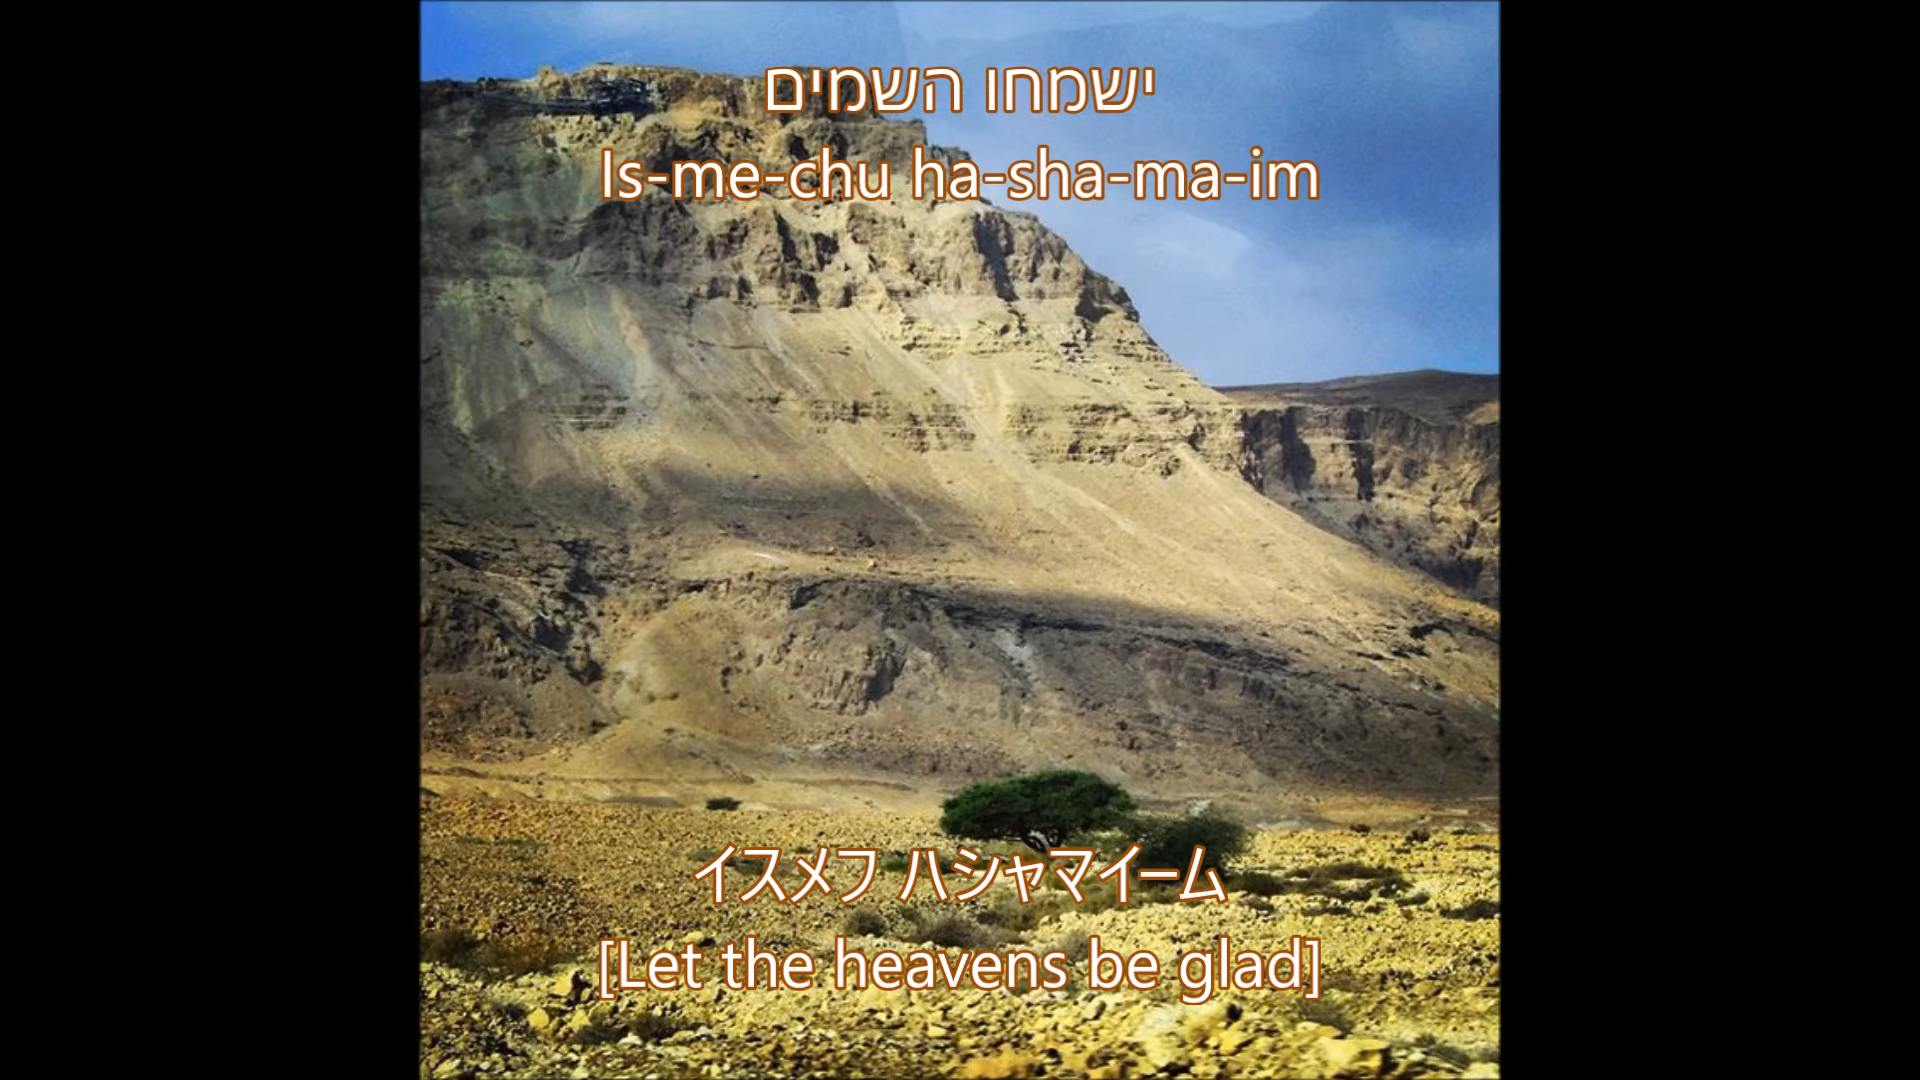 ישמחו השמים
Is-me-chu ha-sha-ma-im
イスメフ ハシャマイーム
[Let the heavens be glad]